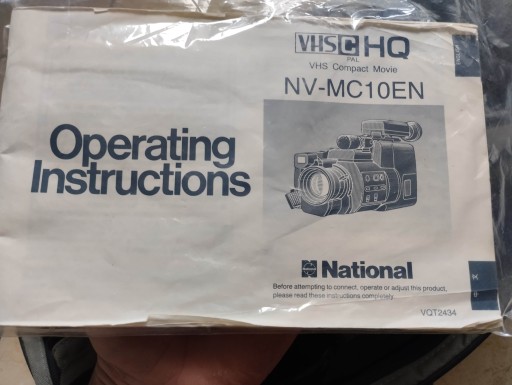 VHS C HQ
PAL
VHS Compact Movie
NV-MC10EN
Operating
Instructions
National
Before attempting to connect, operate or adjust this product,
please read these instructions completely.
VQT2434